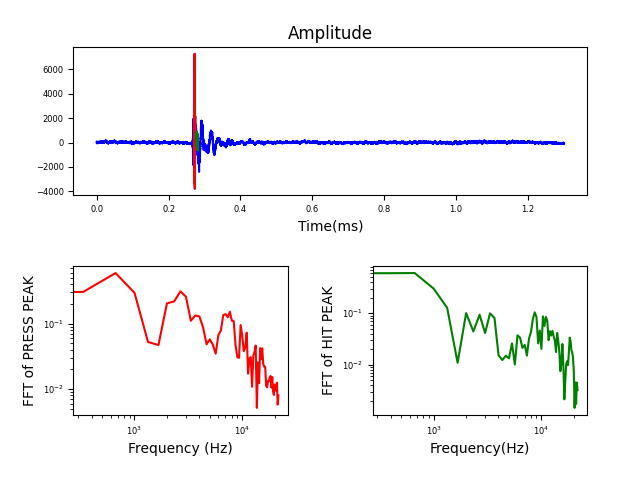 Amplitude
6000
4000
2000
0
−2000
−4000
0.0 0.2 0.4 0.6 0.8 1.0 1.2
Time(ms)
FFT of PRESS PEAK
10⁻¹
10⁻²
10³ 10⁴
Frequency (Hz)
FFT of HIT PEAK
10⁻¹
10⁻²
10³ 10⁴
Frequency(Hz)